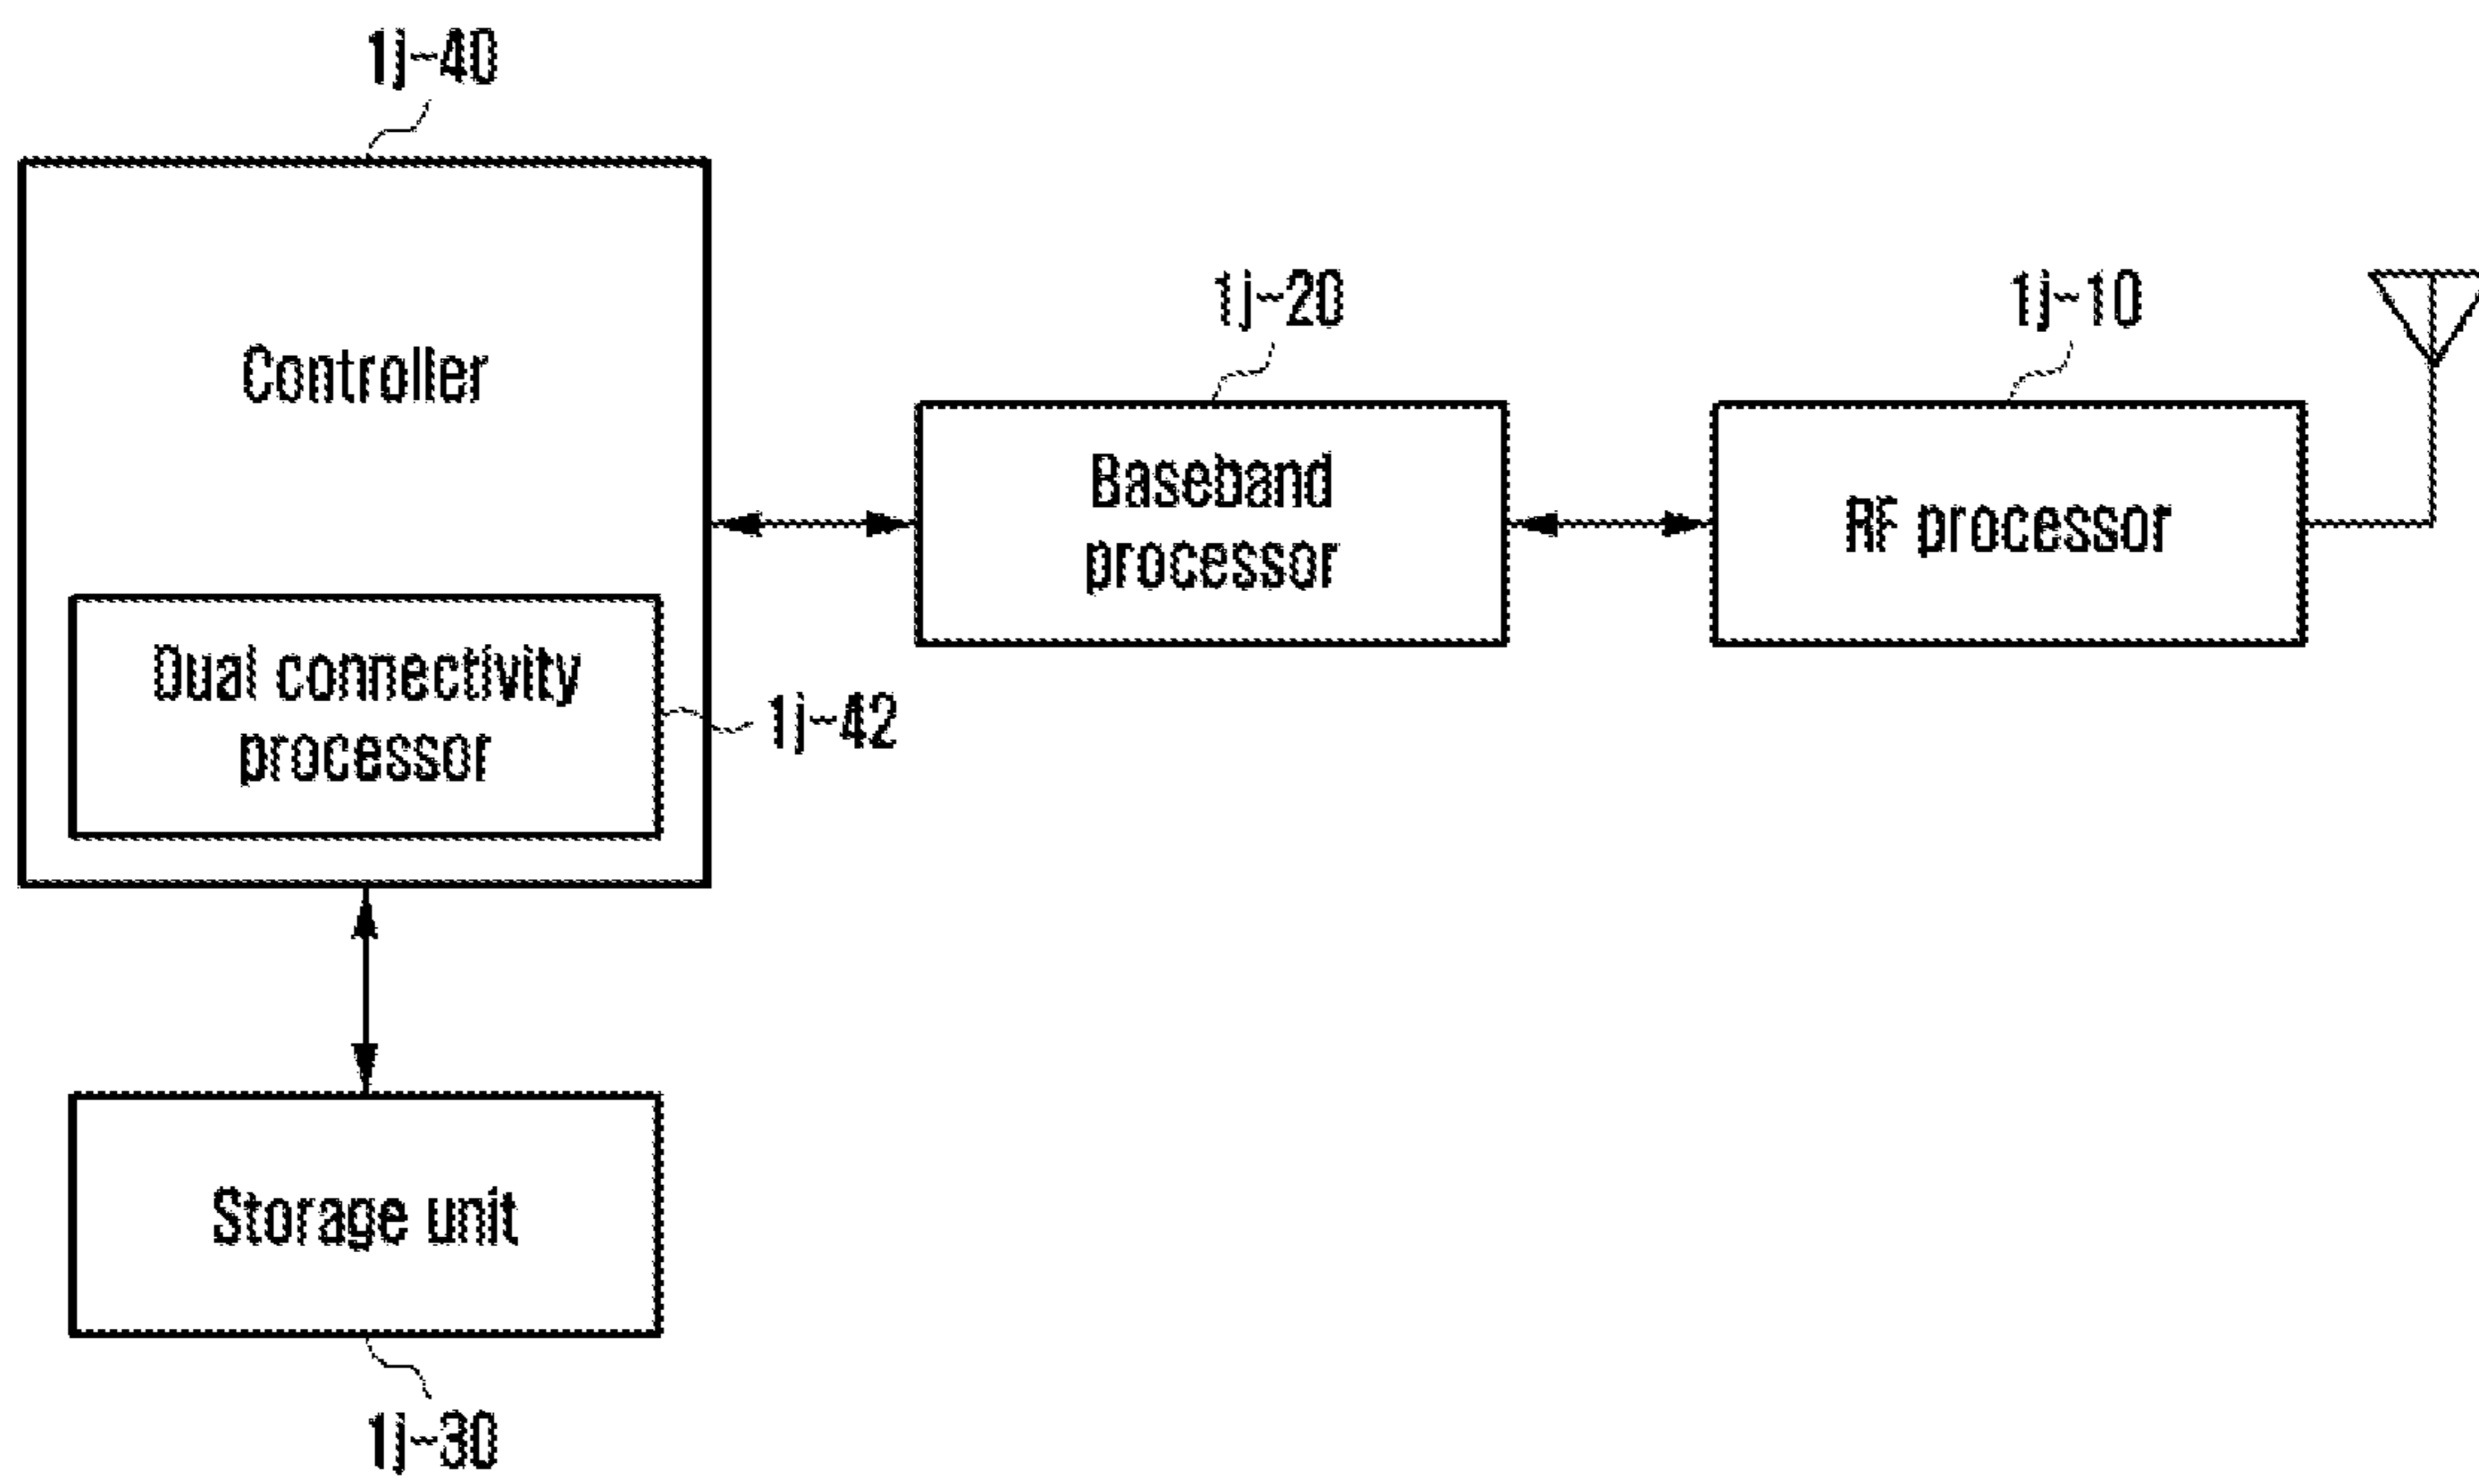 1j-40
Controller
1j-20
1j-10
Baseband
processor
RF processor
Dual connectivity
processor
1j-42
Storage unit
1j-30